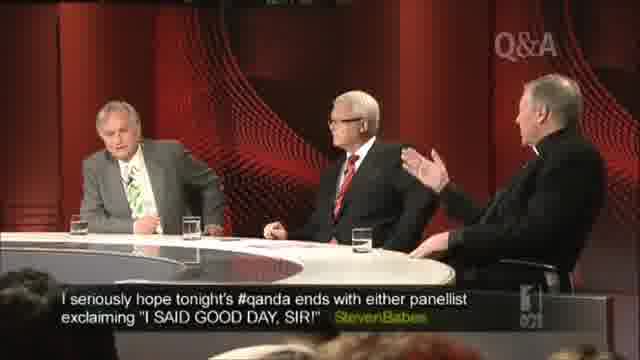 Q&A
I seriously hope tonight's #qanda ends with either panellist
exclaiming "I SAID GOOD DAY, SIR!" StevenBabes